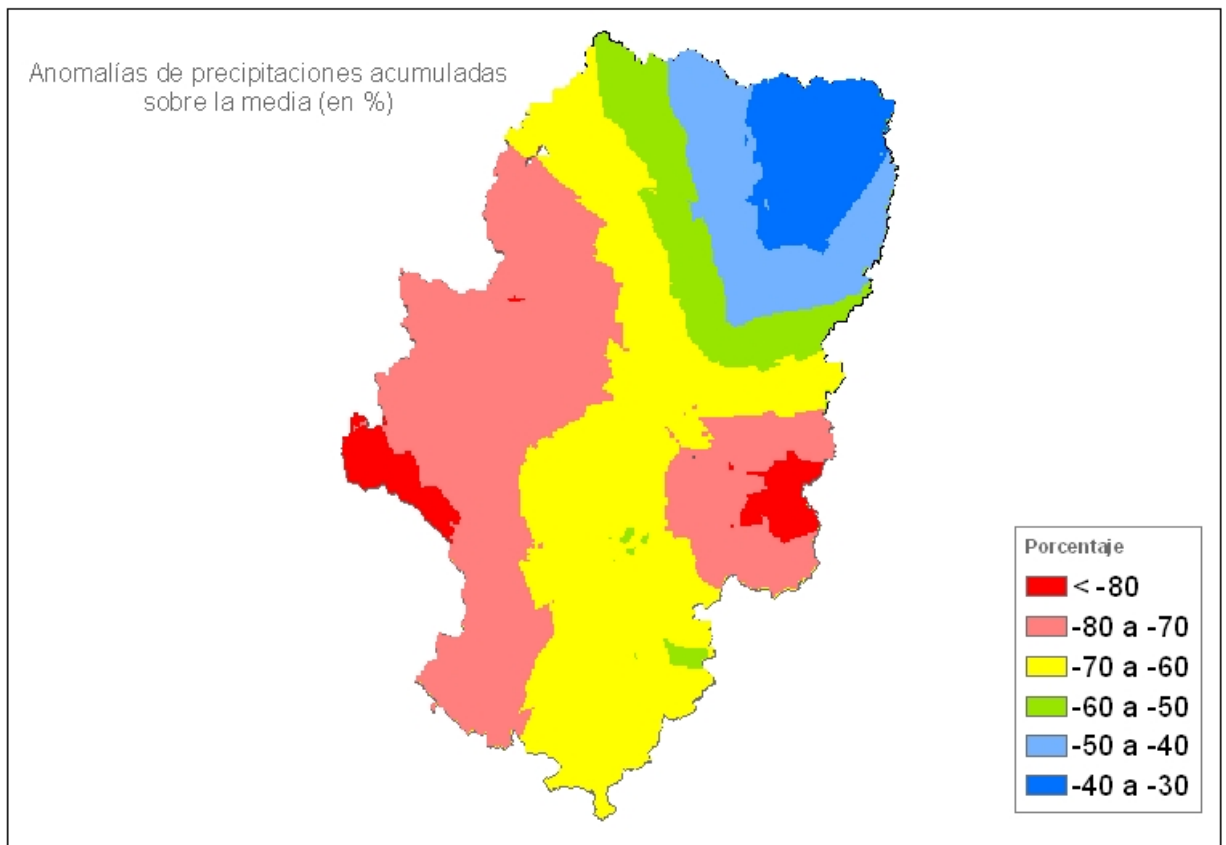 Anomalías de precipitaciones acumuladas
sobre la media (en %)
Porcentaje
< -80
-80 a -70
-70 a -60
-60 a -50
-50 a -40
-40 a -30